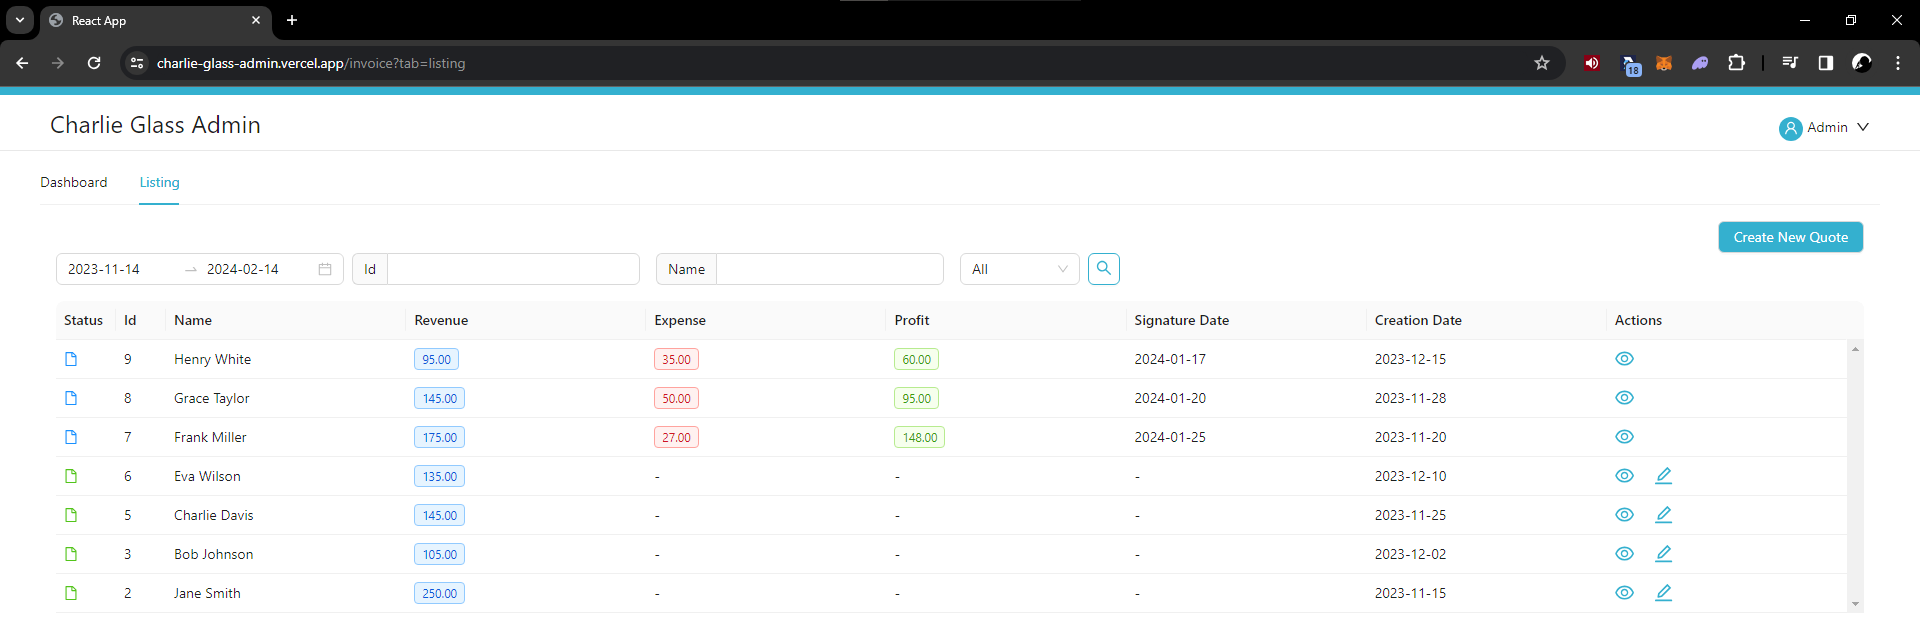 React App
charlie-glass-admin.vercel.app/invoice?tab=listing
18
Charlie Glass Admin
Admin
Dashboard Listing
Create New Quote
2023-11-14 → 2024-02-14 Id Name All
Status Id Name Revenue Expense Profit Signature Date Creation Date Actions
9 Henry White 95.00 35.00 60.00 2024-01-17 2023-12-15
8 Grace Taylor 145.00 50.00 95.00 2024-01-20 2023-11-28
7 Frank Miller 175.00 27.00 148.00 2024-01-25 2023-11-20
6 Eva Wilson 135.00 - - - 2023-12-10
5 Charlie Davis 145.00 - - - 2023-11-25
3 Bob Johnson 105.00 - - - 2023-12-02
2 Jane Smith 250.00 - - - 2023-11-15